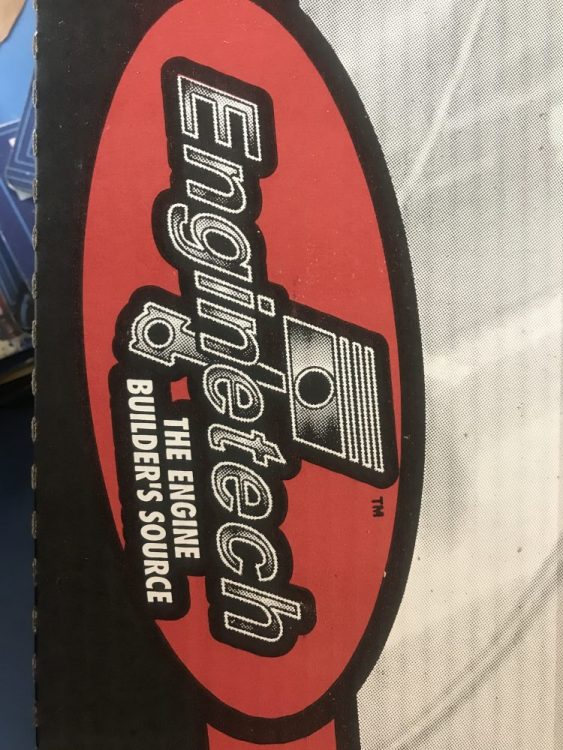 Enginetech
TM
THE ENGINE
BUILDER'S SOURCE